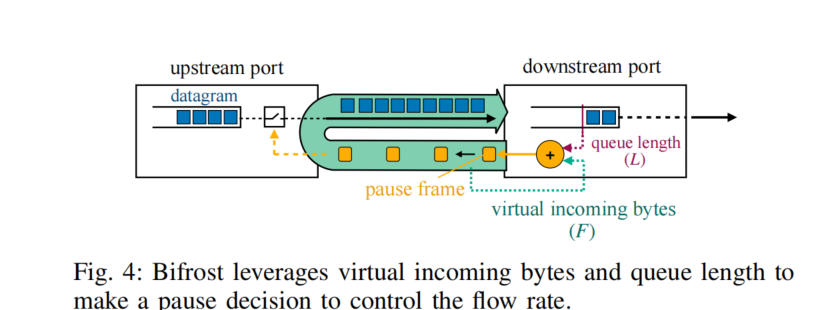 upstream port
downstream port
datagram
queue length
(L)
+
pause frame
virtual incoming bytes
(F)
Fig. 4: Bifrost leverages virtual incoming bytes and queue length to
make a pause decision to control the flow rate.